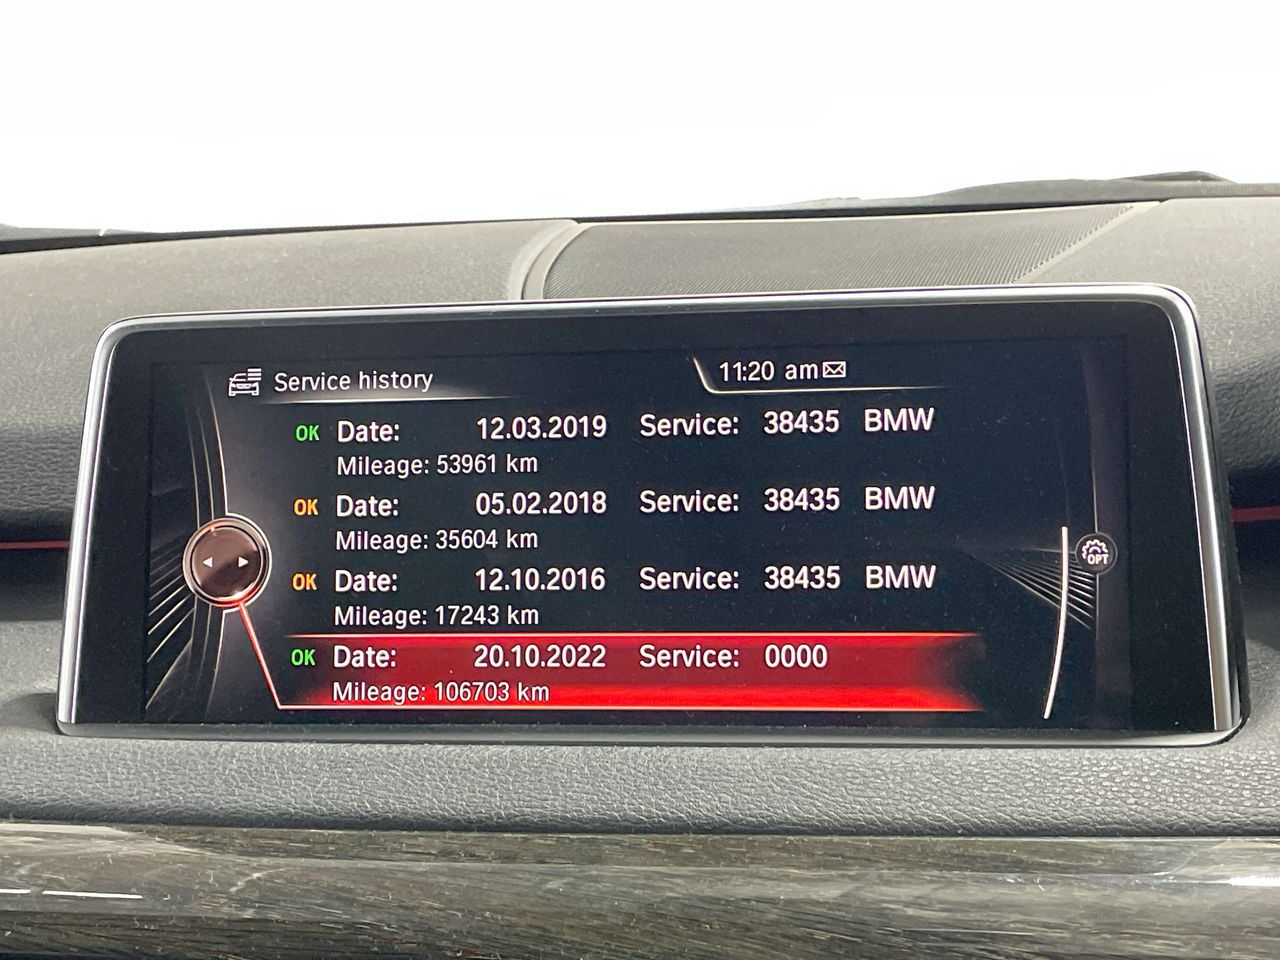 Service history
11:20 am
OK Date: 12.03.2019 Service: 38435 BMW
Mileage: 53961 km
OK Date: 05.02.2018 Service: 38435 BMW
Mileage: 35604 km
OK Date: 12.10.2016 Service: 38435 BMW
Mileage: 17243 km
OK Date: 20.10.2022 Service: 0000
Mileage: 106703 km
OPT